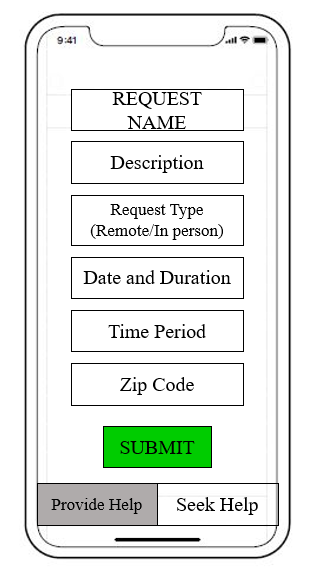 9:41
REQUEST
NAME
Description
Request Type
(Remote/In person)
Date and Duration
Time Period
Zip Code
SUBMIT
Provide Help
Seek Help